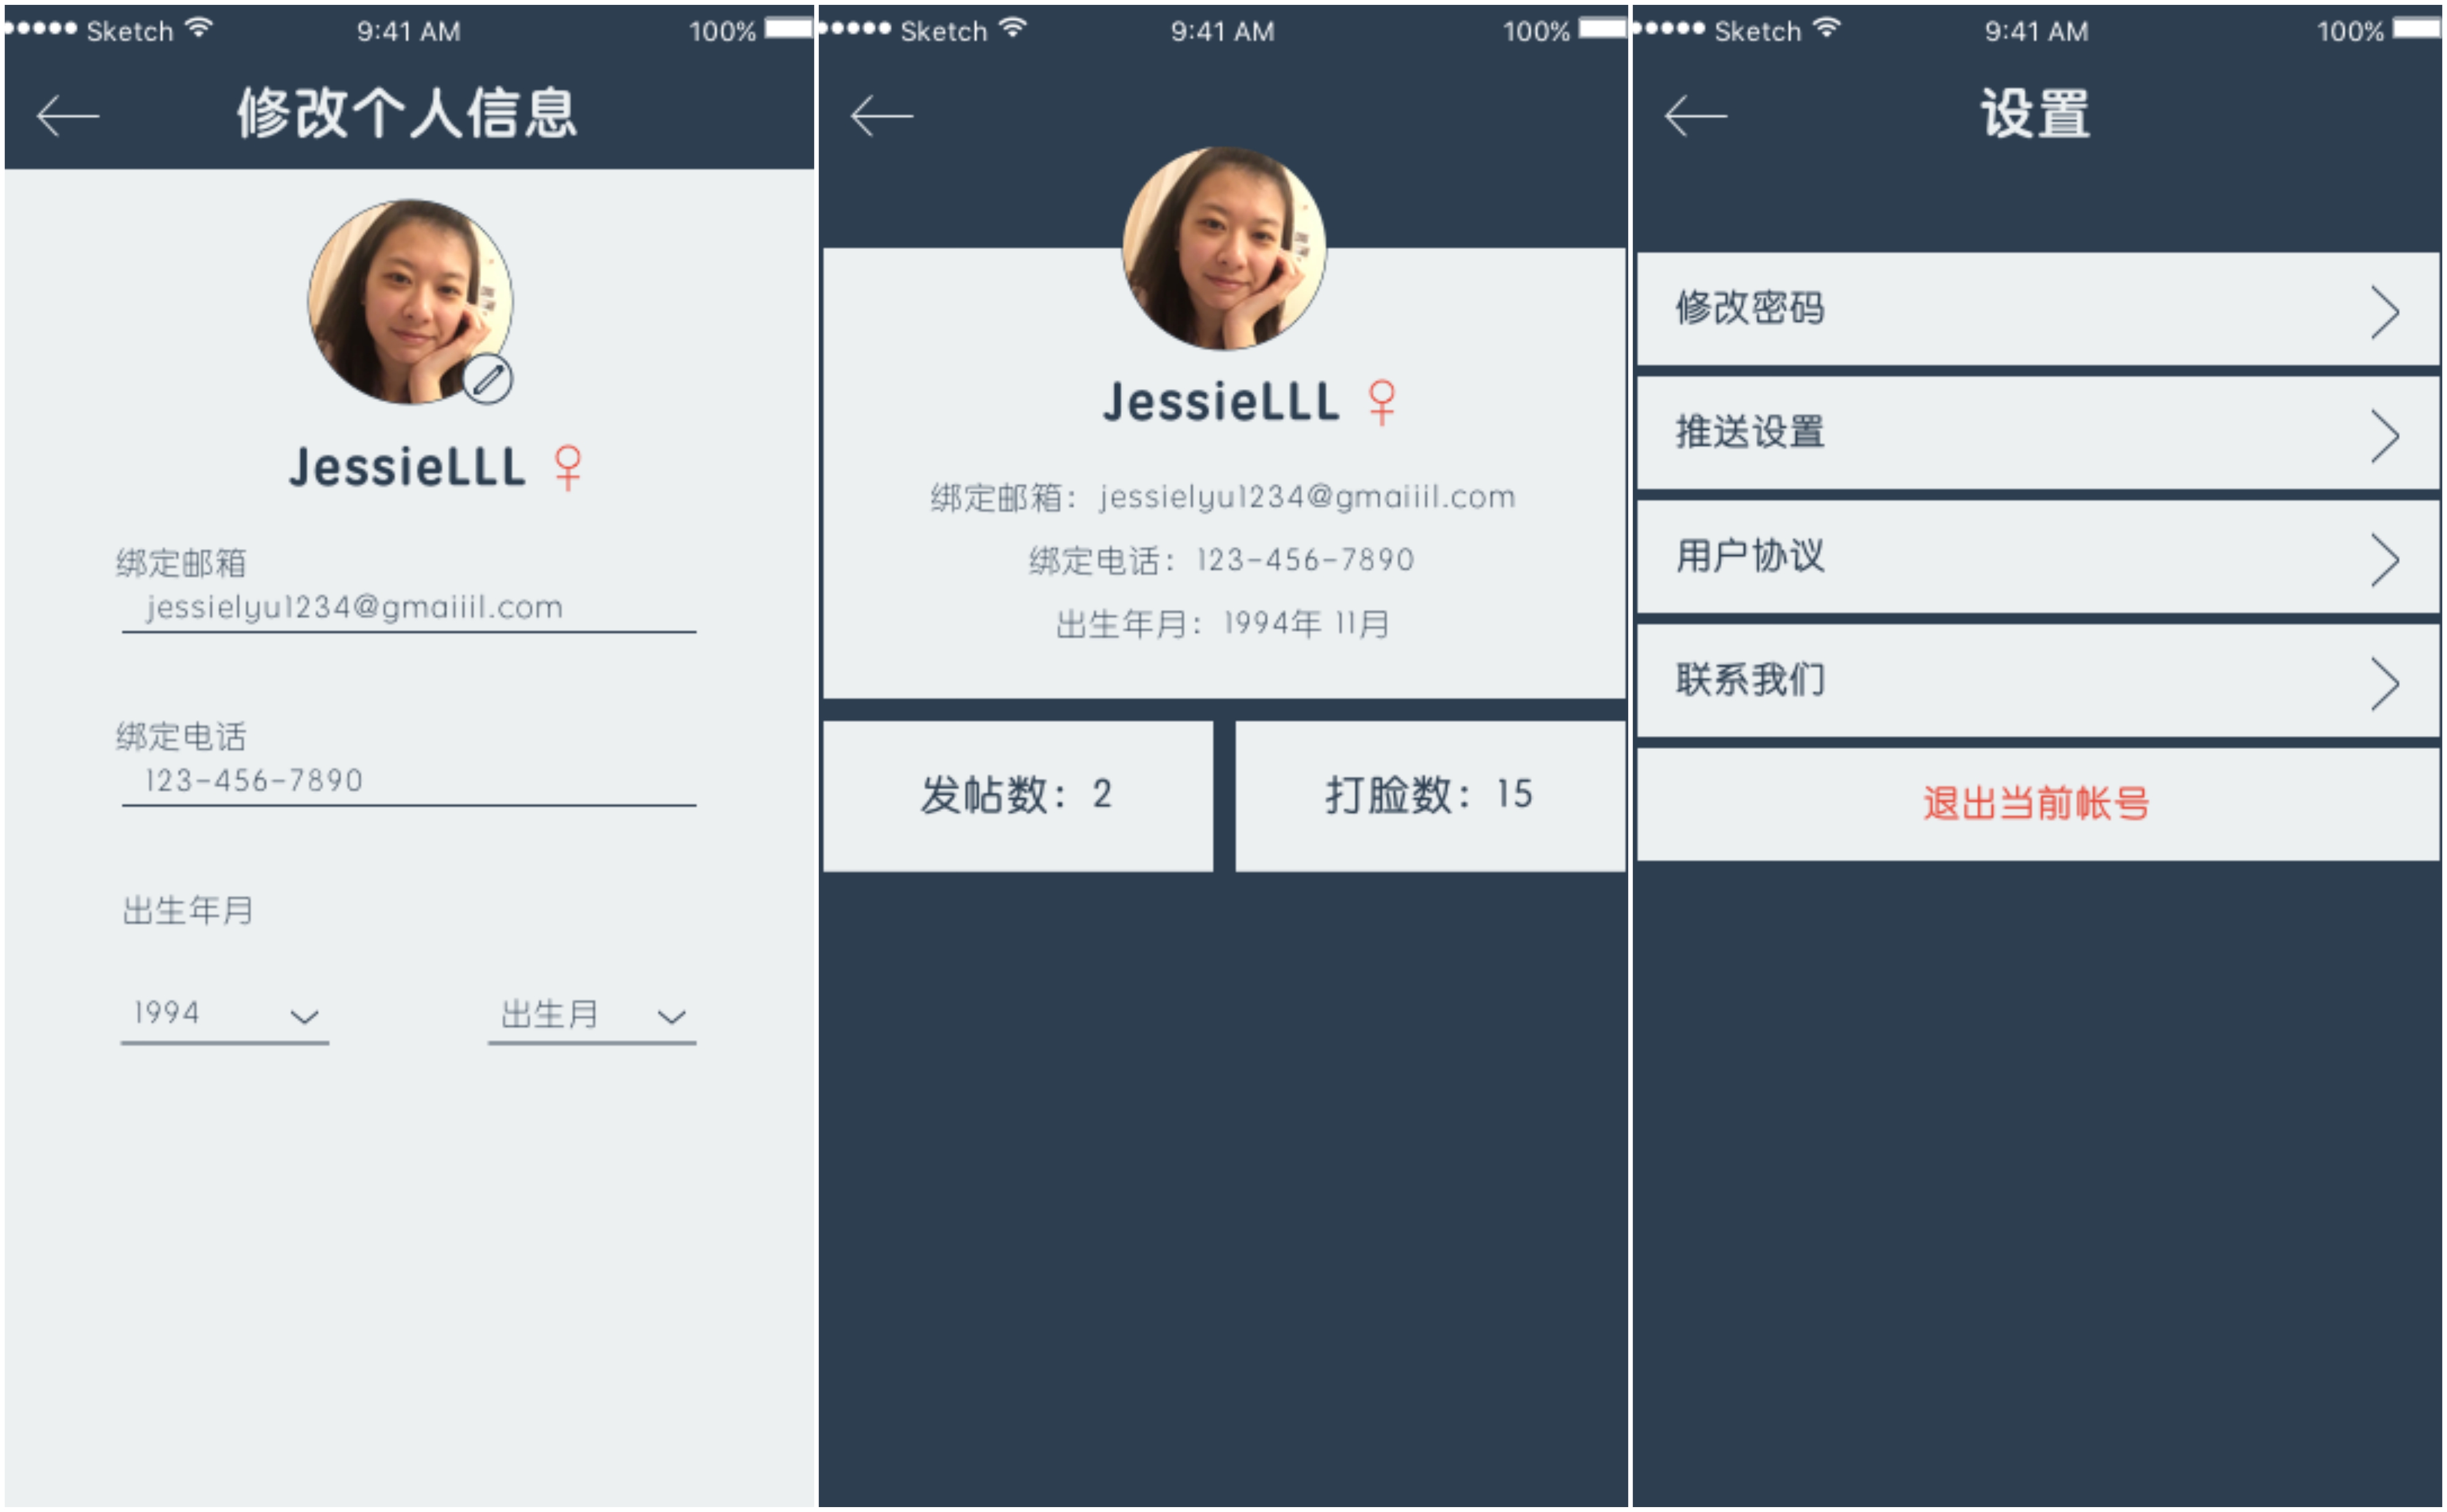 Sketch 9:41 AM 100%
修改个人信息
JessieLLL ♀
绑定邮箱
jessielyu1234@gmaiiil.com
绑定电话
123-456-7890
出生年月
1994 出生月
Sketch 9:41 AM 100%
JessieLLL ♀
绑定邮箱：jessielyu1234@gmaiiil.com
绑定电话：123-456-7890
出生年月：1994年 11月
发帖数：2 打脸数：15
Sketch 9:41 AM 100%
设置
修改密码
推送设置
用户协议
联系我们
退出当前帐号